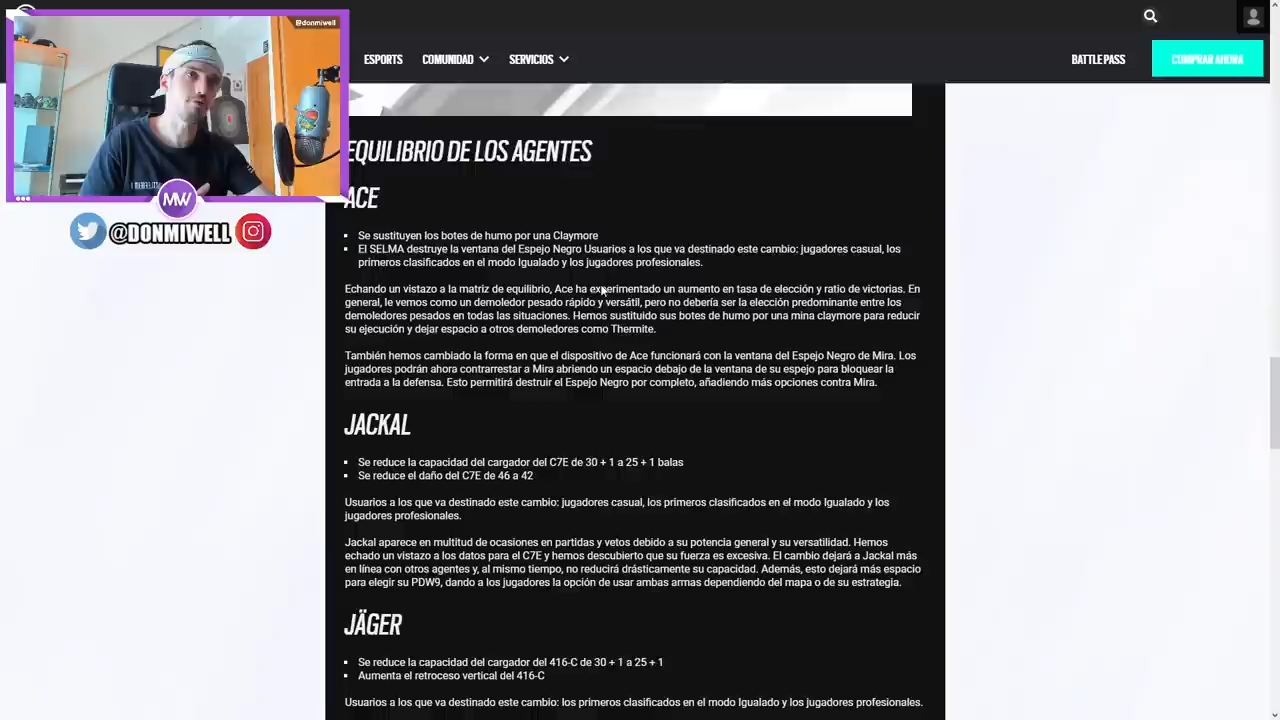 @donmiwell
MW
@DONMIWELL
ESPORTS
COMUNIDAD
SERVICIOS
BATTLE PASS
COMPRAR AHORA
EQUILIBRIO DE LOS AGENTES
ACE
Se sustituyen los botes de humo por una Claymore
El SELMA destruye la ventana del Espejo Negro Usuarios a los que va destinado este cambio: jugadores casual, los
primeros clasificados en el modo Igualado y los jugadores profesionales.
Echando un vistazo a la matriz de equilibrio, Ace ha experimentado un aumento en tasa de elección y ratio de victorias. En
general, le vemos como un demoledor pesado rápido y versátil, pero no debería ser la elección predominante entre los
demoledores pesados en todas las situaciones. Hemos sustituido sus botes de humo por una mina claymore para reducir
su ejecución y dejar espacio a otros demoledores como Thermite.
También hemos cambiado la forma en que el dispositivo de Ace funcionará con la ventana del Espejo Negro de Mira. Los
jugadores podrán ahora contrarrestar a Mira abriendo un espacio debajo de la ventana de su espejo para bloquear la
entrada a la defensa. Esto permitirá destruir el Espejo Negro por completo, añadiendo más opciones contra Mira.
JACKAL
Se reduce la capacidad del cargador del C7E de 30 + 1 a 25 + 1 balas
Se reduce el daño del C7E de 46 a 42
Usuarios a los que va destinado este cambio: jugadores casual, los primeros clasificados en el modo Igualado y los
jugadores profesionales.
Jackal aparece en multitud de ocasiones en partidas y vetos debido a su potencia general y su versatilidad. Hemos
echado un vistazo a los datos para el C7E y hemos descubierto que su fuerza es excesiva. El cambio dejará a Jackal más
en línea con otros agentes y, al mismo tiempo, no reducirá drásticamente su capacidad. Además, esto dejará más espacio
para elegir su PDW9, dando a los jugadores la opción de usar ambas armas dependiendo del mapa o de su estrategia.
JÄGER
Se reduce la capacidad del cargador del 416-C de 30 + 1 a 25 + 1
Aumenta el retroceso vertical del 416-C
Usuarios a los que va destinado este cambio: los primeros clasificados en el modo Igualado y los jugadores profesionales.